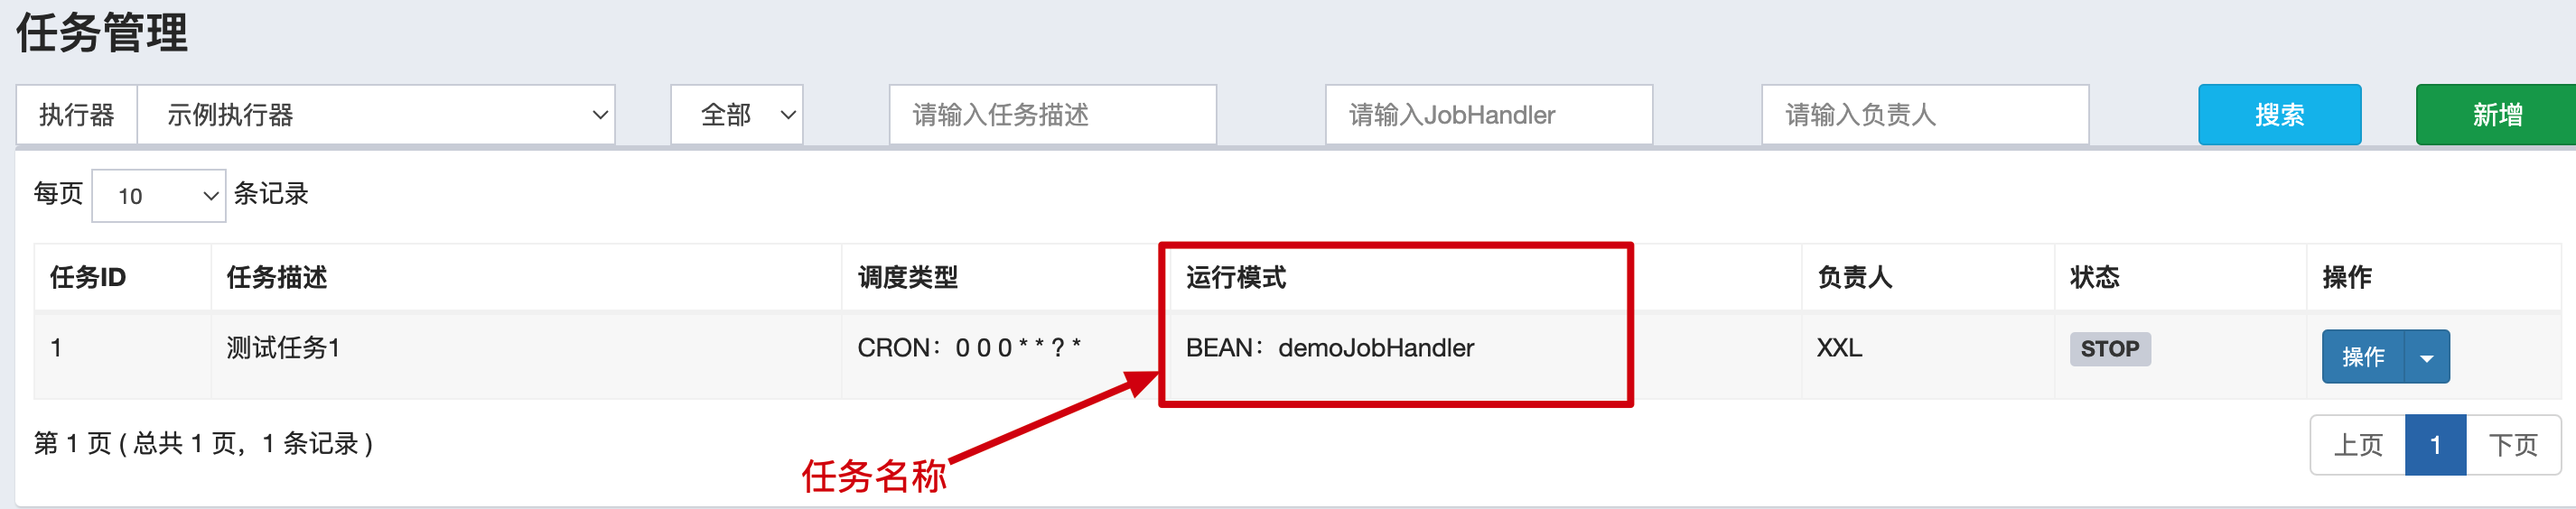 任务管理
执行器 示例执行器 全部 请输入任务描述 请输入JobHandler 请输入负责人 搜索 新增
每页 10 条记录
任务ID 任务描述 调度类型 运行模式 负责人 状态 操作
1 测试任务1 CRON：0 0 0 * * ? * BEAN：demoJobHandler XXL STOP 操作
第 1 页 ( 总共 1 页，1 条记录 ) 上页 1 下页
任务名称